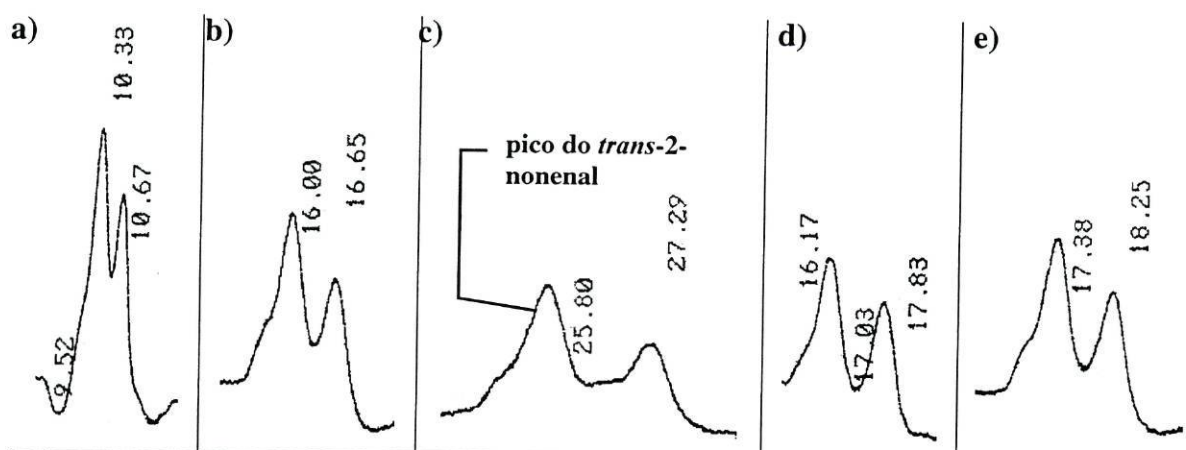 a)
9.52
10.33
10.67
b)
16.00
16.65
c)
pico do trans-2-
nonenal
25.80
27.29
d)
16.17
17.03
17.83
e)
17.38
18.25